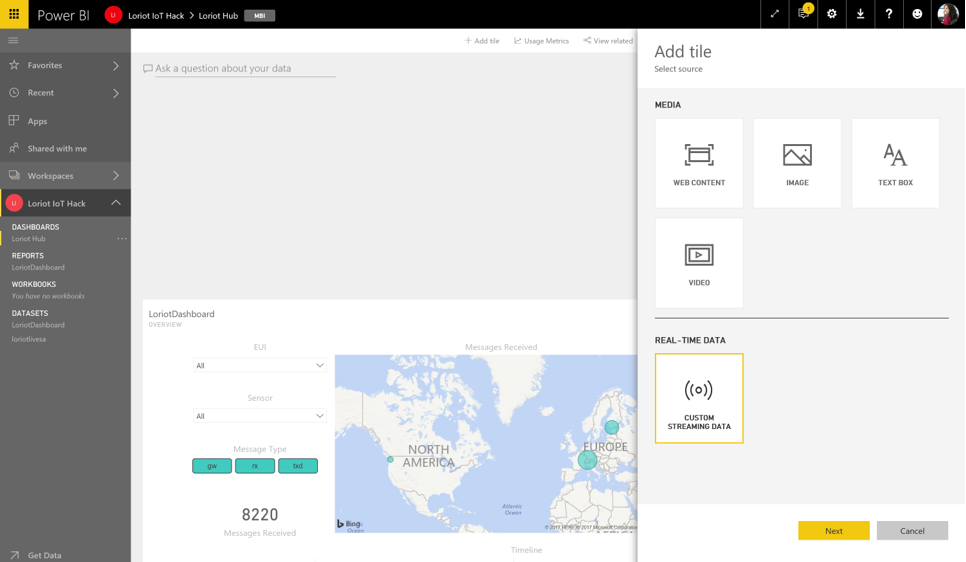 Power BI
U
Loriot IoT Hack > Loriot Hub
MBI
1
?
Favorites
Recent
Apps
Shared with me
Workspaces
U
Loriot IoT Hack
DASHBOARDS
Loriot Hub
...
REPORTS
LoriotDashboard
WORKBOOKS
You have no workbooks
DATASETS
LoriotDashboard
loriotlivesa
Get Data
+ Add tile
Usage Metrics
View related
Ask a question about your data
LoriotDashboard
OVERVIEW
EUI
All
Sensor
All
Message Type
gw
rx
txd
8220
Messages Received
Messages Received
NORTH
AMERICA
EUROPE
Atlantic
Ocean
Bing
Ocean
© 2017 HERE © 2017 Microsoft Corporation
Timeline
Add tile
Select source
MEDIA
WEB CONTENT
IMAGE
TEXT BOX
VIDEO
REAL-TIME DATA
CUSTOM
STREAMING DATA
Next
Cancel